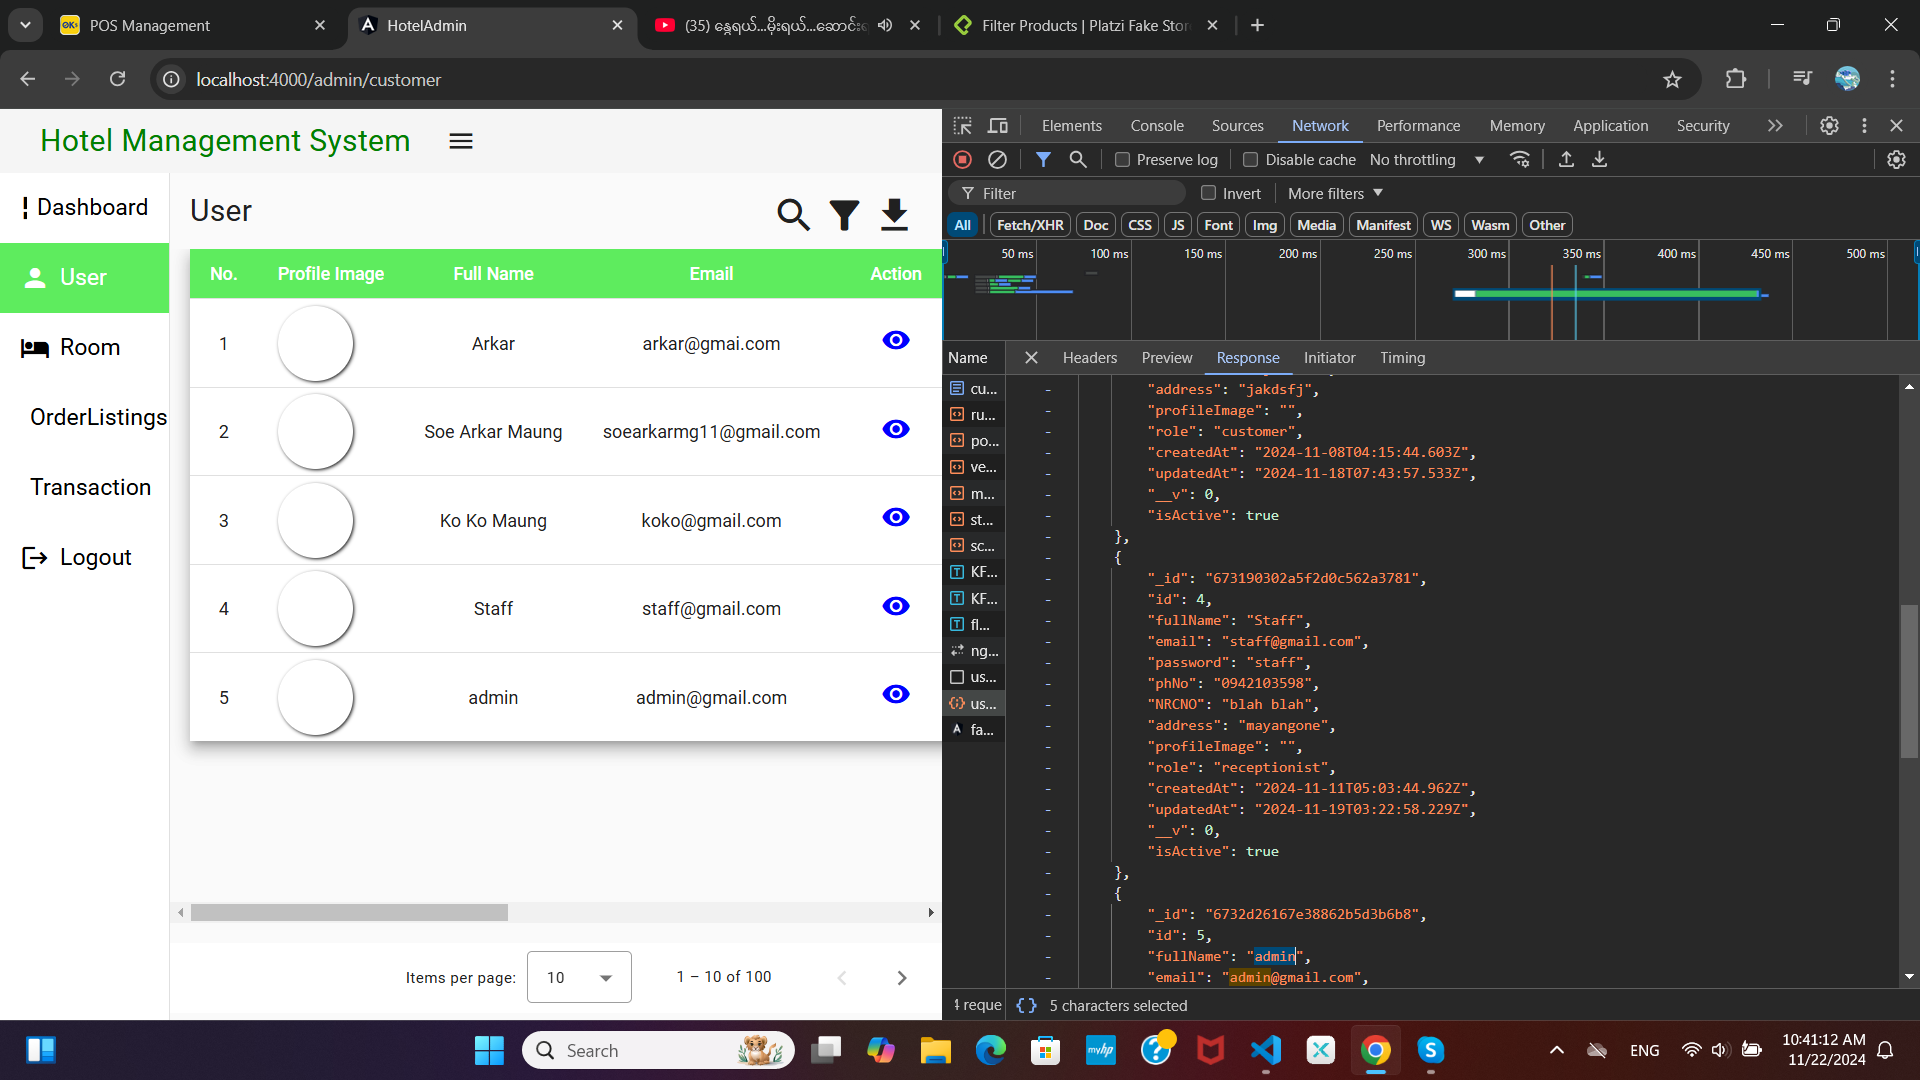 POS Management
HotelAdmin
(35) နွေရယ်...မိုးရယ်...ဆောင်းရ
Filter Products | Platzi Fake Stor
localhost:4000/admin/customer
Hotel Management System
Dashboard
User
Room
OrderListings
Transaction
Logout
User
No. Profile Image Full Name Email Action
1 Arkar arkar@gmai.com
2 Soe Arkar Maung soearkarmg11@gmail.com
3 Ko Ko Maung koko@gmail.com
4 Staff staff@gmail.com
5 admin admin@gmail.com
Items per page: 10 1 – 10 of 100
Elements Console Sources Network Performance Memory Application Security
Preserve log Disable cache No throttling
Filter Invert More filters
All Fetch/XHR Doc CSS JS Font Img Media Manifest WS Wasm Other
50 ms 100 ms 150 ms 200 ms 250 ms 300 ms 350 ms 400 ms 450 ms 500 ms
Name Headers Preview Response Initiator Timing
cu...
ru...
po...
ve...
m...
st...
sc...
KF...
KF...
fl...
ng...
us...
us...
fa...
"address": "jakdsfj",
"profileImage": "",
"role": "customer",
"createdAt": "2024-11-08T04:15:44.603Z",
"updatedAt": "2024-11-18T07:43:57.533Z",
"__v": 0,
"isActive": true
},
{
"_id": "673190302a5f2d0c562a3781",
"id": 4,
"fullName": "Staff",
"email": "staff@gmail.com",
"password": "staff",
"phNo": "0942103598",
"NRCNO": "blah blah",
"address": "mayangone",
"profileImage": "",
"role": "receptionist",
"createdAt": "2024-11-11T05:03:44.962Z",
"updatedAt": "2024-11-19T03:22:58.229Z",
"__v": 0,
"isActive": true
},
{
"_id": "6732d26167e38862b5d3b6b8",
"id": 5,
"fullName": "admin",
"email": "admin@gmail.com",
reque {} 5 characters selected
Search
ENG
10:41:12 AM
11/22/2024